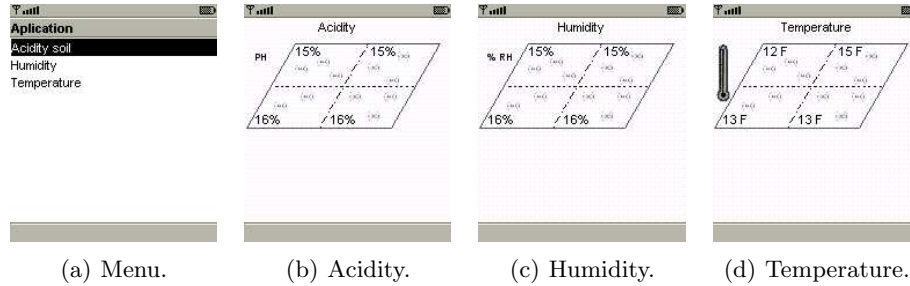 Aplication
Acidity soil
Humidity
Temperature
Acidity
PH
15% 15%
16% 16%
Humidity
% RH
15% 15%
16% 16%
Temperature
12 F 15 F
13 F 13 F
(a) Menu.
(b) Acidity.
(c) Humidity.
(d) Temperature.